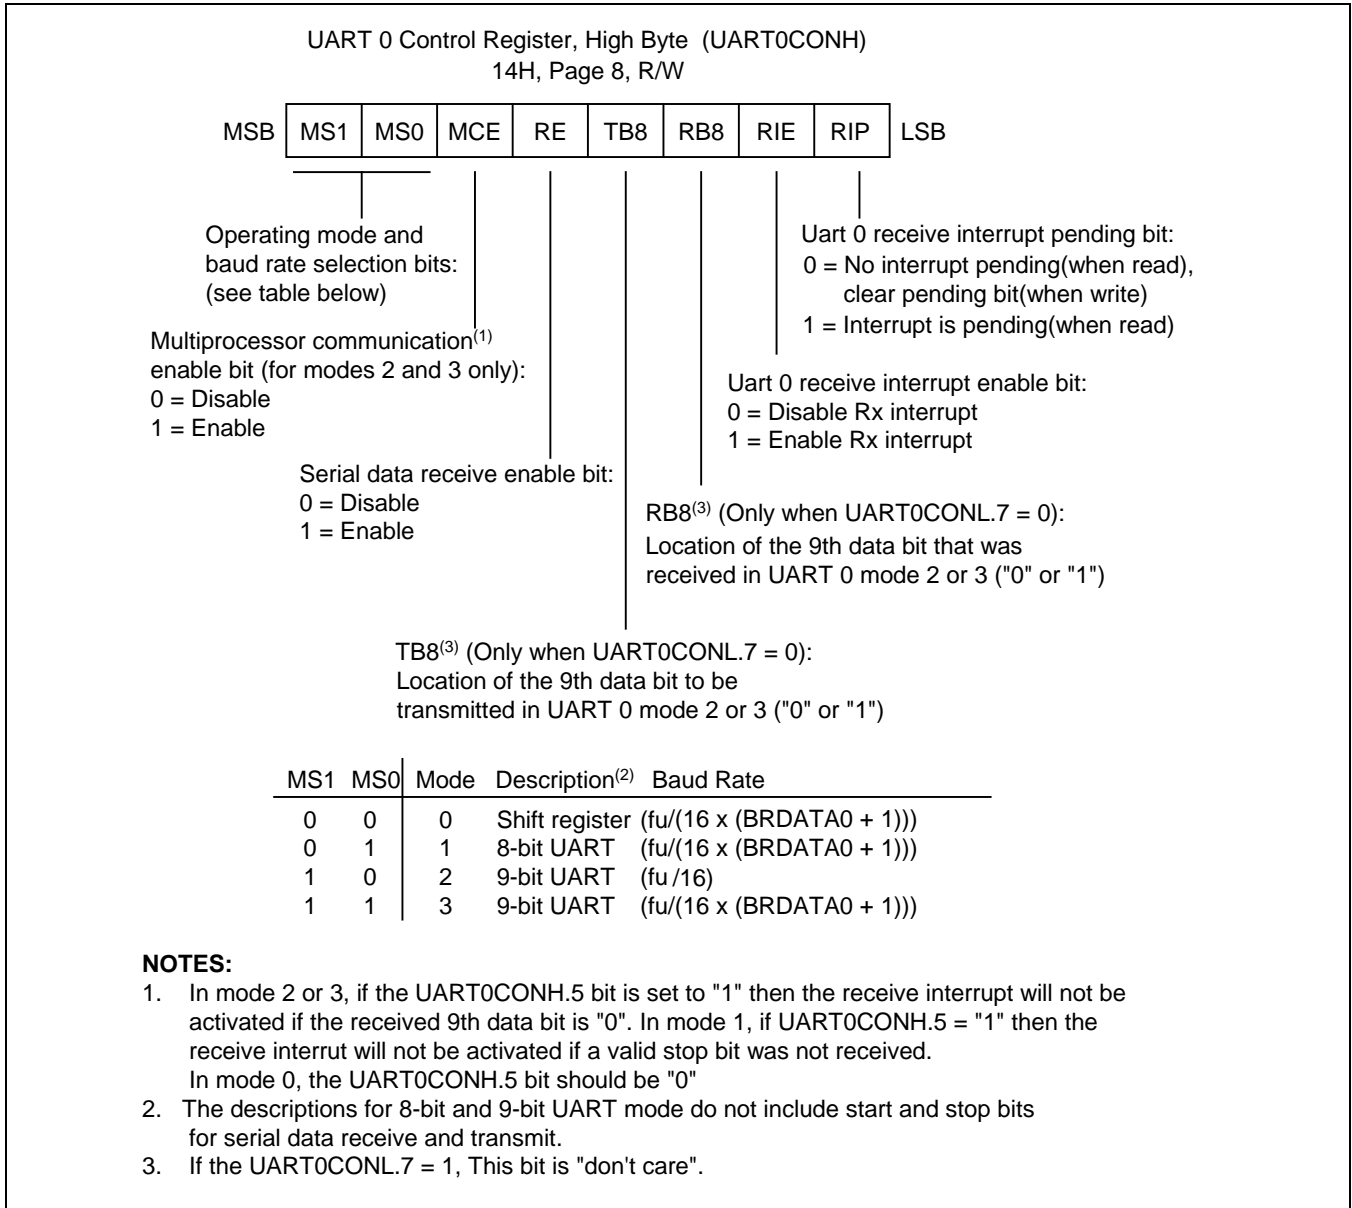 UART 0 Control Register, High Byte (UART0CONH)
14H, Page 8, R/W
MSB MS1 MS0 MCE RE TB8 RB8 RIE RIP LSB
Operating mode and
baud rate selection bits:
(see table below)
Uart 0 receive interrupt pending bit:
0 = No interrupt pending(when read),
clear pending bit(when write)
1 = Interrupt is pending(when read)
Multiprocessor communication(1)
enable bit (for modes 2 and 3 only):
0 = Disable
1 = Enable
Uart 0 receive interrupt enable bit:
0 = Disable Rx interrupt
1 = Enable Rx interrupt
Serial data receive enable bit:
0 = Disable
1 = Enable
RB8(3) (Only when UART0CONL.7 = 0):
Location of the 9th data bit that was
received in UART 0 mode 2 or 3 ("0" or "1")
TB8(3) (Only when UART0CONL.7 = 0):
Location of the 9th data bit to be
transmitted in UART 0 mode 2 or 3 ("0" or "1")
MS1 MS0 Mode Description(2) Baud Rate
0 0 0 Shift register (fu/(16 x (BRDATA0 + 1)))
0 1 1 8-bit UART (fu/(16 x (BRDATA0 + 1)))
1 0 2 9-bit UART (fu /16)
1 1 3 9-bit UART (fu/(16 x (BRDATA0 + 1)))
NOTES:
1. In mode 2 or 3, if the UART0CONH.5 bit is set to "1" then the receive interrupt will not be
activated if the received 9th data bit is "0". In mode 1, if UART0CONH.5 = "1" then the
receive interrut will not be activated if a valid stop bit was not received.
In mode 0, the UART0CONH.5 bit should be "0"
2. The descriptions for 8-bit and 9-bit UART mode do not include start and stop bits
for serial data receive and transmit.
3. If the UART0CONL.7 = 1, This bit is "don't care".